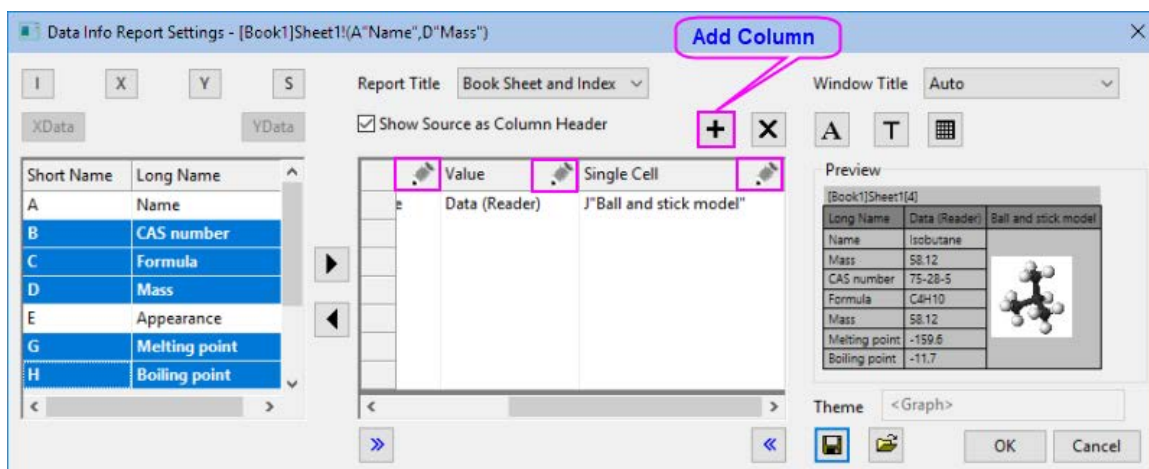 Data Info Report Settings - [Book1]Sheet1!(A"Name",D"Mass")
Add Column
I X Y S
XData YData
Report Title Book Sheet and Index
Show Source as Column Header
Window Title Auto
A T
Short Name Long Name
A Name
B CAS number
C Formula
D Mass
E Appearance
G Melting point
H Boiling point
Value Single Cell
e Data (Reader) J"Ball and stick model"
Preview
[Book1]Sheet1[4]
Long Name Data (Reader) Ball and stick model
Name Isobutane
Mass 58.12
CAS number 75-28-5
Formula C4H10
Mass 58.12
Melting point -159.6
Boiling point -11.7
Theme <Graph>
OK Cancel